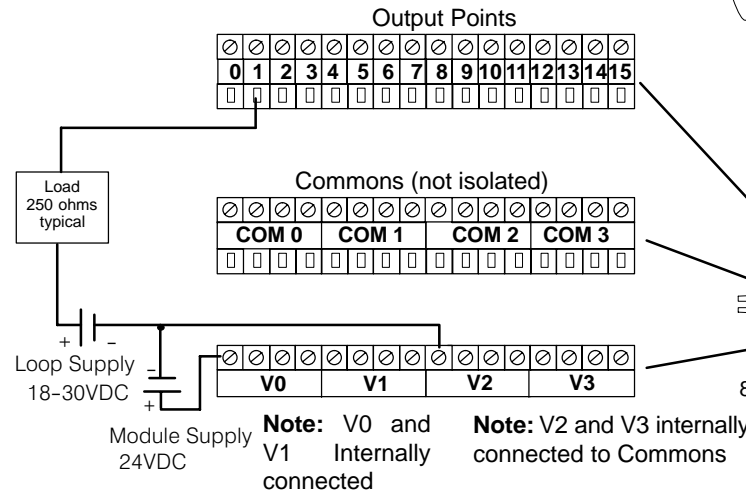 Output Points
0 1 2 3 4 5 6 7 8 9 10 11 12 13 14 15
Load
250 ohms
typical
Commons (not isolated)
COM 0 COM 1 COM 2 COM 3
+ -
Loop Supply
18-30VDC
-
+
Module Supply
24VDC
V0 V1 V2 V3
Note: V0 and
V1 Internally
connected
Note: V2 and V3 internally
connected to Commons
8